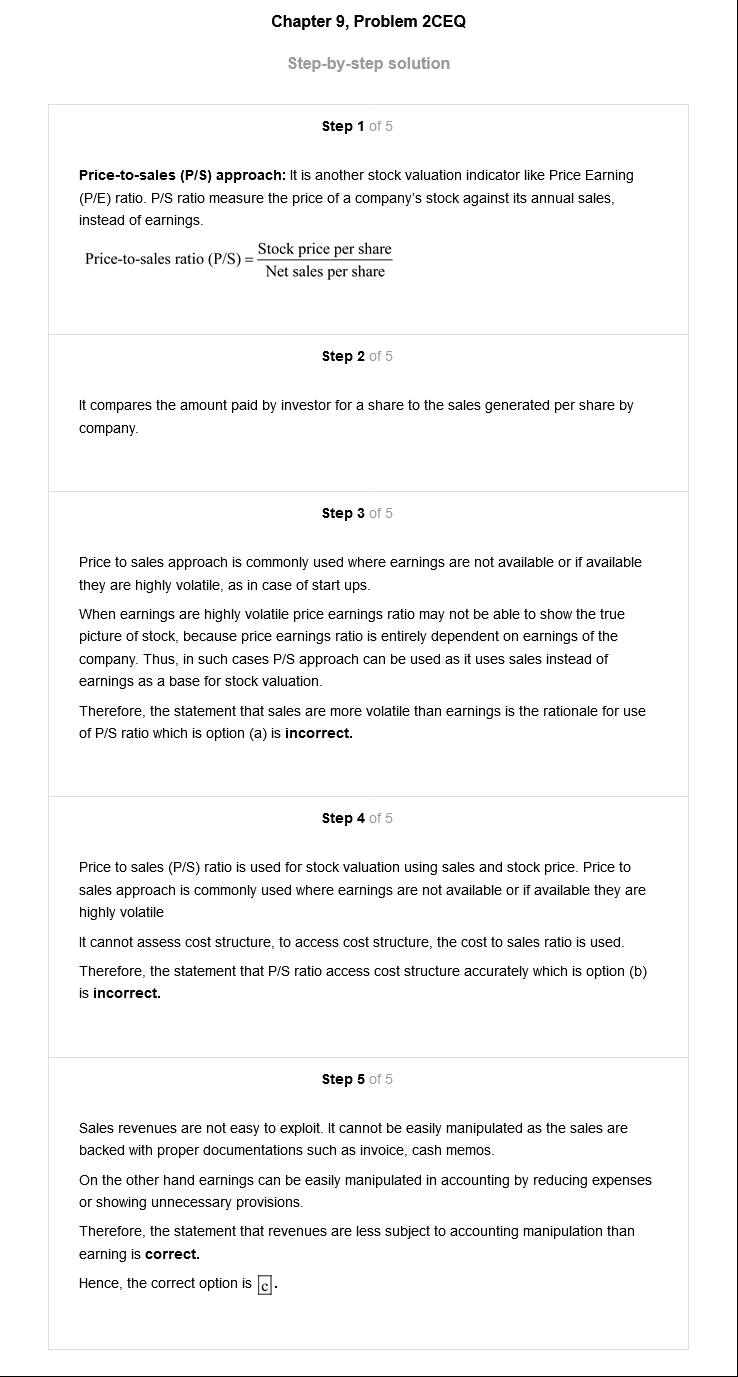 Chapter 9, Problem 2CEQ
Step-by-step solution
Step 1 of 5
Price-to-sales (P/S) approach: It is another stock valuation indicator like Price Earning
(P/E) ratio. P/S ratio measure the price of a company's stock against its annual sales,
instead of earnings.
Price-to-sales ratio (P/S) = Stock price per share
Net sales per share
Step 2 of 5
It compares the amount paid by investor for a share to the sales generated per share by
company.
Step 3 of 5
Price to sales approach is commonly used where earnings are not available or if available
they are highly volatile, as in case of start ups.
When earnings are highly volatile price earnings ratio may not be able to show the true
picture of stock, because price earnings ratio is entirely dependent on earnings of the
company. Thus, in such cases P/S approach can be used as it uses sales instead of
earnings as a base for stock valuation.
Therefore, the statement that sales are more volatile than earnings is the rationale for use
of P/S ratio which is option (a) is incorrect.
Step 4 of 5
Price to sales (P/S) ratio is used for stock valuation using sales and stock price. Price to
sales approach is commonly used where earnings are not available or if available they are
highly volatile
It cannot assess cost structure, to access cost structure, the cost to sales ratio is used.
Therefore, the statement that P/S ratio access cost structure accurately which is option (b)
is incorrect.
Step 5 of 5
Sales revenues are not easy to exploit. It cannot be easily manipulated as the sales are
backed with proper documentations such as invoice, cash memos.
On the other hand earnings can be easily manipulated in accounting by reducing expenses
or showing unnecessary provisions.
Therefore, the statement that revenues are less subject to accounting manipulation than
earning is correct.
Hence, the correct option is c.